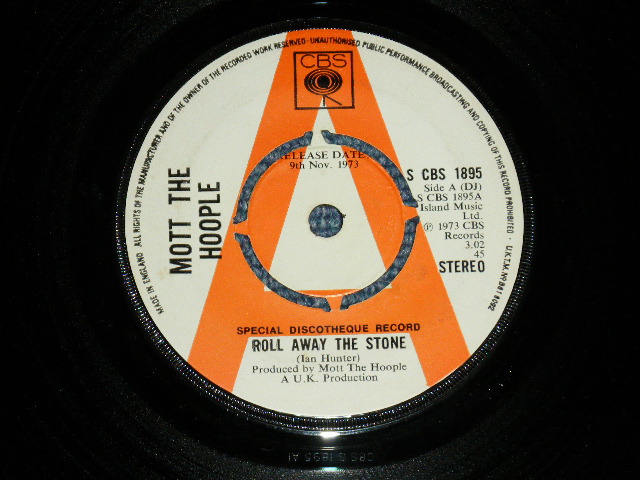 MADE IN ENGLAND. ALL RIGHTS OF THE MANUFACTURER AND OF THE OWNER OF THE RECORDED WORK RESERVED · UNAUTHORISED PUBLIC PERFORMANCE BROADCASTING AND COPYING OF THIS RECORD PROHIBITED ·
CBS
RELEASE DATE
9th Nov. 1973
MOTT THE
HOOPLE
S CBS 1895
Side A (DJ)
S CBS 1895A
Island Music
Ltd.
℗ 1973 CBS
Records
3.02
45
STEREO
SPECIAL DISCOTHEQUE RECORD
ROLL AWAY THE STONE
(Ian Hunter)
Produced by Mott The Hoople
A U.K. Production